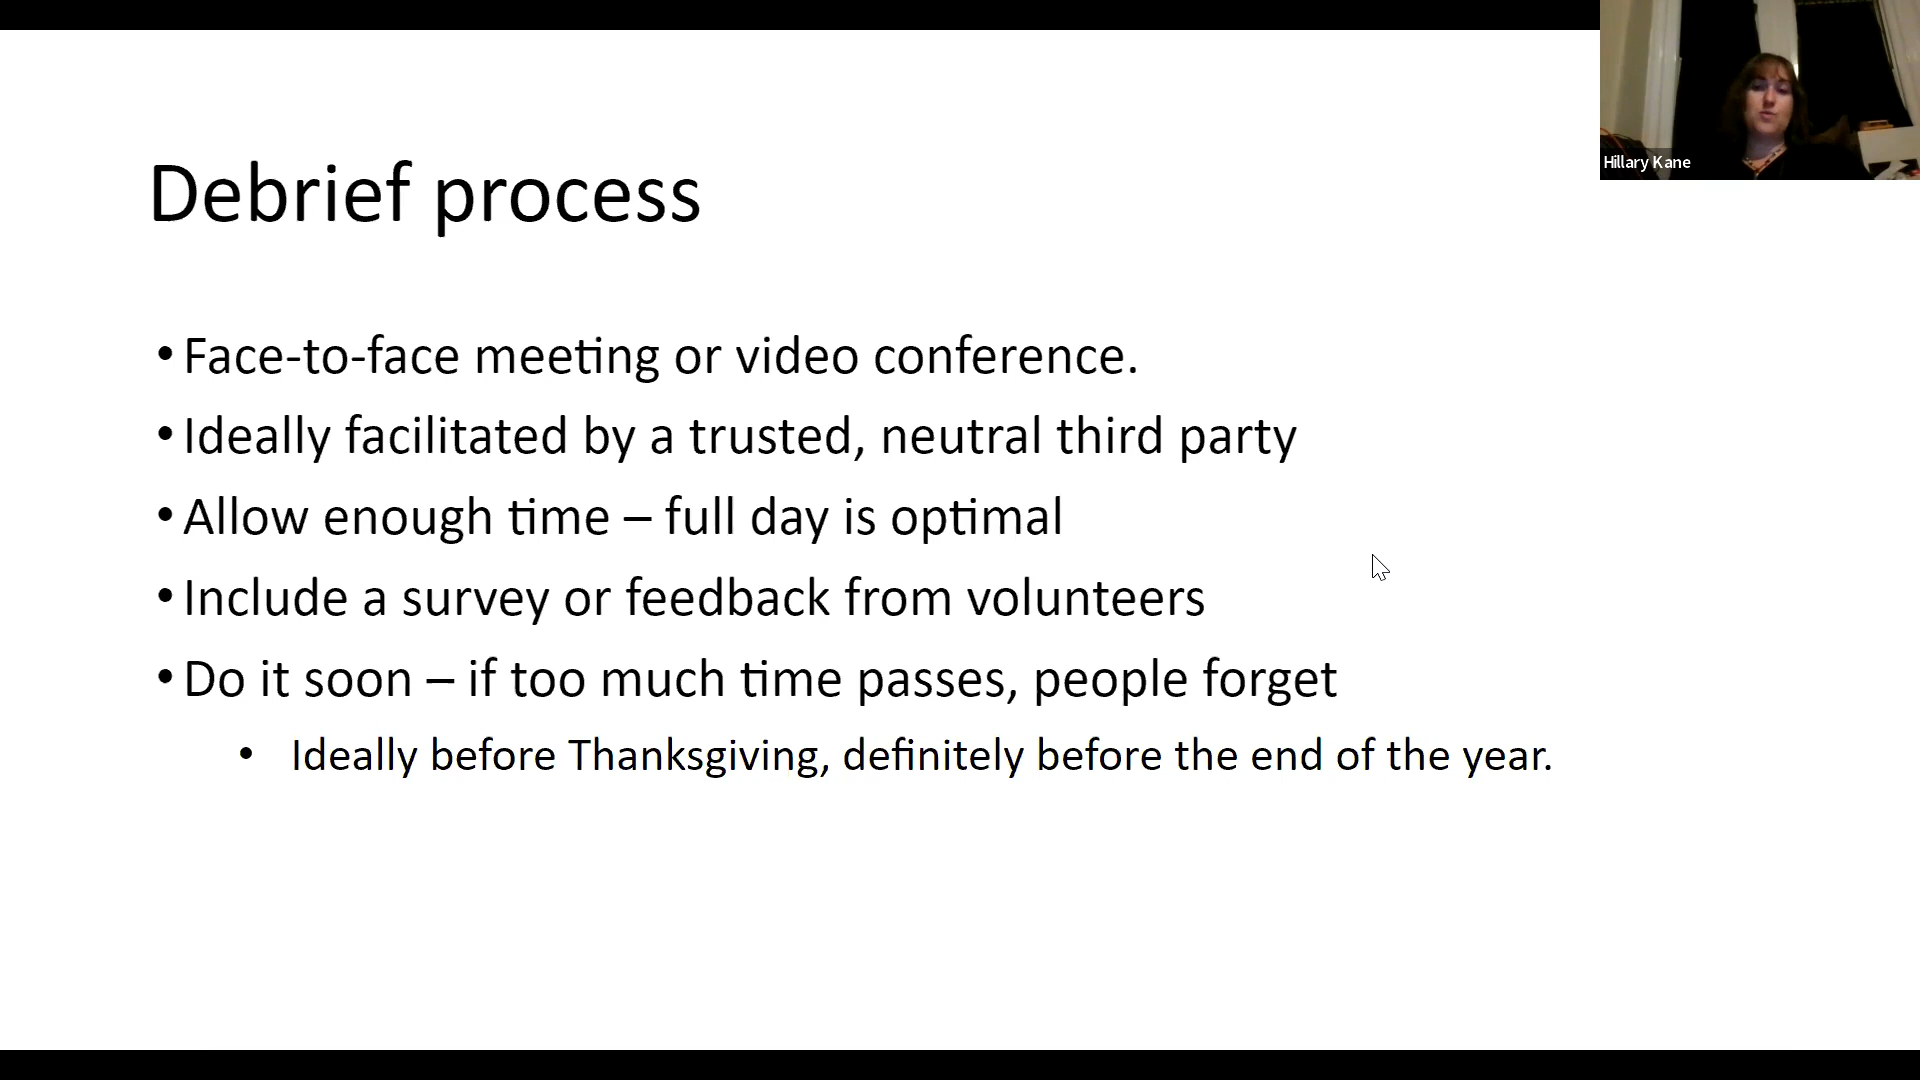 Hillary Kane
Debrief process
• Face-to-face meeting or video conference.
• Ideally facilitated by a trusted, neutral third party
• Allow enough time – full day is optimal
• Include a survey or feedback from volunteers
• Do it soon – if too much time passes, people forget
• Ideally before Thanksgiving, definitely before the end of the year.